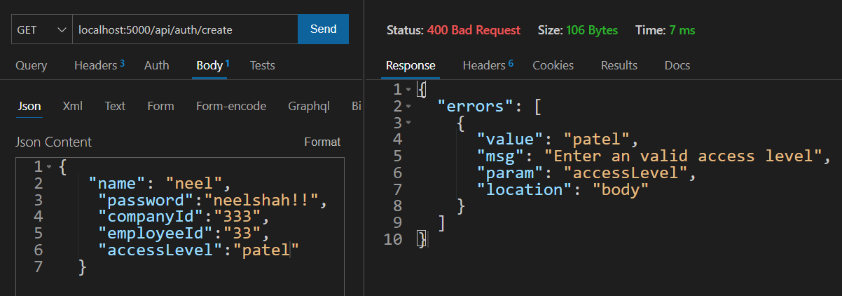 GET localhost:5000/api/auth/create Send
Query Headers 3 Auth Body 1 Tests
Json Xml Text Form Form-encode Graphql Bi
Json Content Format
1 {
2 "name": "neel",
3 "password":"neelshah!!",
4 "companyId":"333",
5 "employeeId":"33",
6 "accessLevel":"patel"
7 }
Status: 400 Bad Request Size: 106 Bytes Time: 7 ms
Response Headers 6 Cookies Results Docs
1 {
2 "errors": [
3 {
4 "value": "patel",
5 "msg": "Enter an valid access level",
6 "param": "accessLevel",
7 "location": "body"
8 }
9 ]
10 }